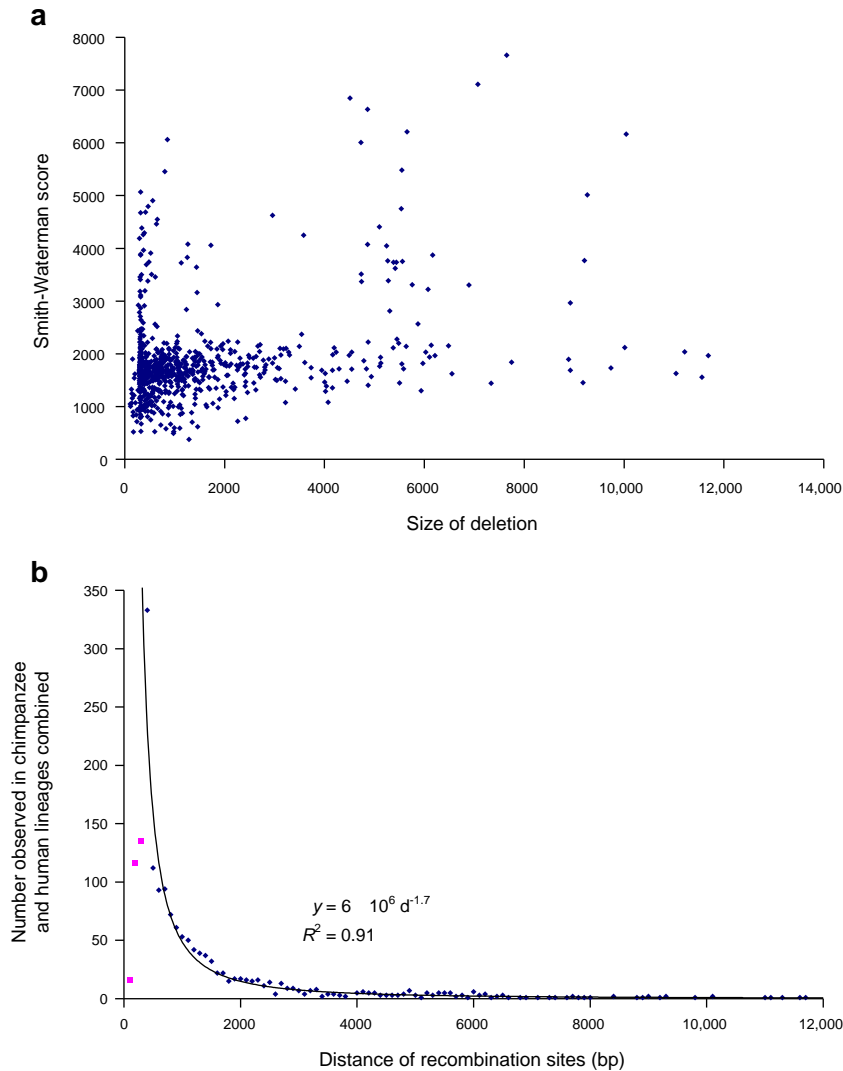 a
8000
7000
6000
5000
4000
3000
2000
1000
0
Smith-Waterman score
0 2000 4000 6000 8000 10,000 12,000 14,000
Size of deletion
b
350
300
250
200
150
100
50
0
Number observed in chimpanzee
and human lineages combined
y = 6 10^6 d^-1.7
R^2 = 0.91
0 2000 4000 6000 8000 10,000 12,000
Distance of recombination sites (bp)